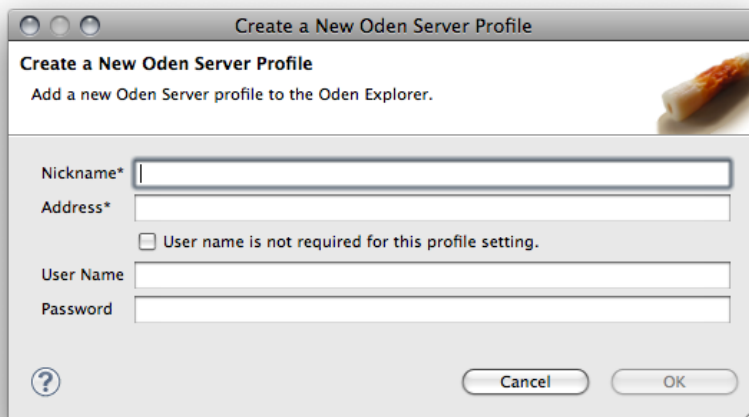 Create a New Oden Server Profile
Create a New Oden Server Profile
Add a new Oden Server profile to the Oden Explorer.
Nickname*
Address*
User name is not required for this profile setting.
User Name
Password
?
Cancel OK